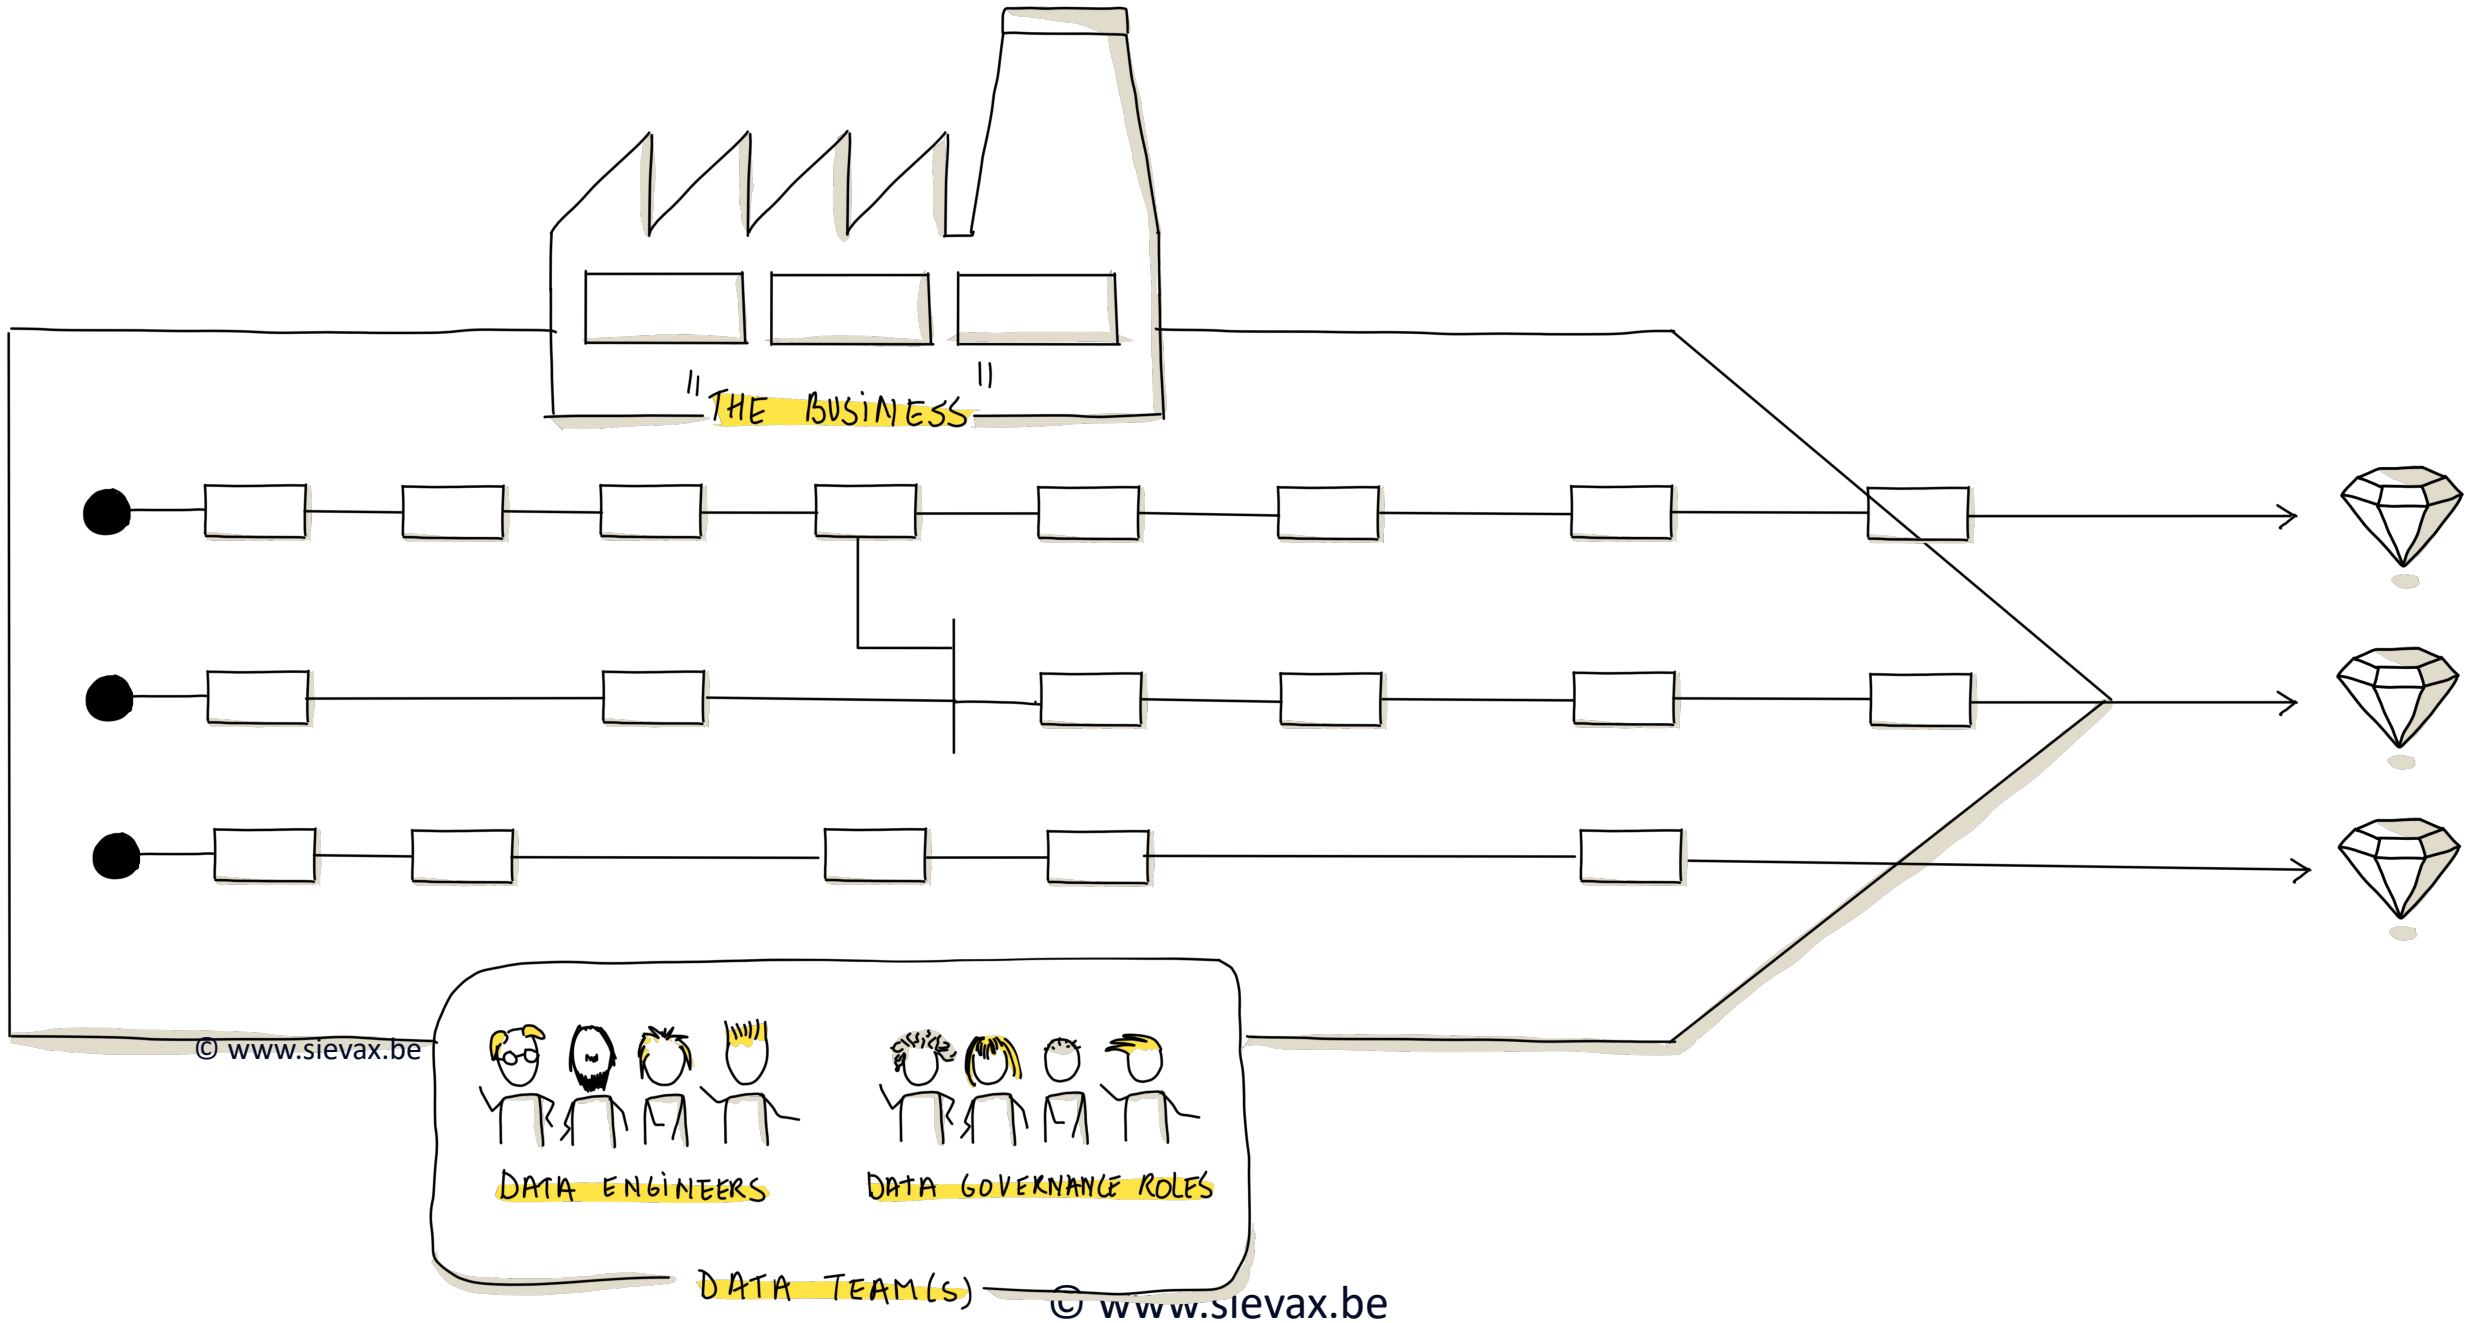 "THE BUSiNESS"
© www.sievax.be
DATA ENGiNEERS
DATA GOVERNANCE ROLES
DATA TEAM(S)
© www.sievax.be